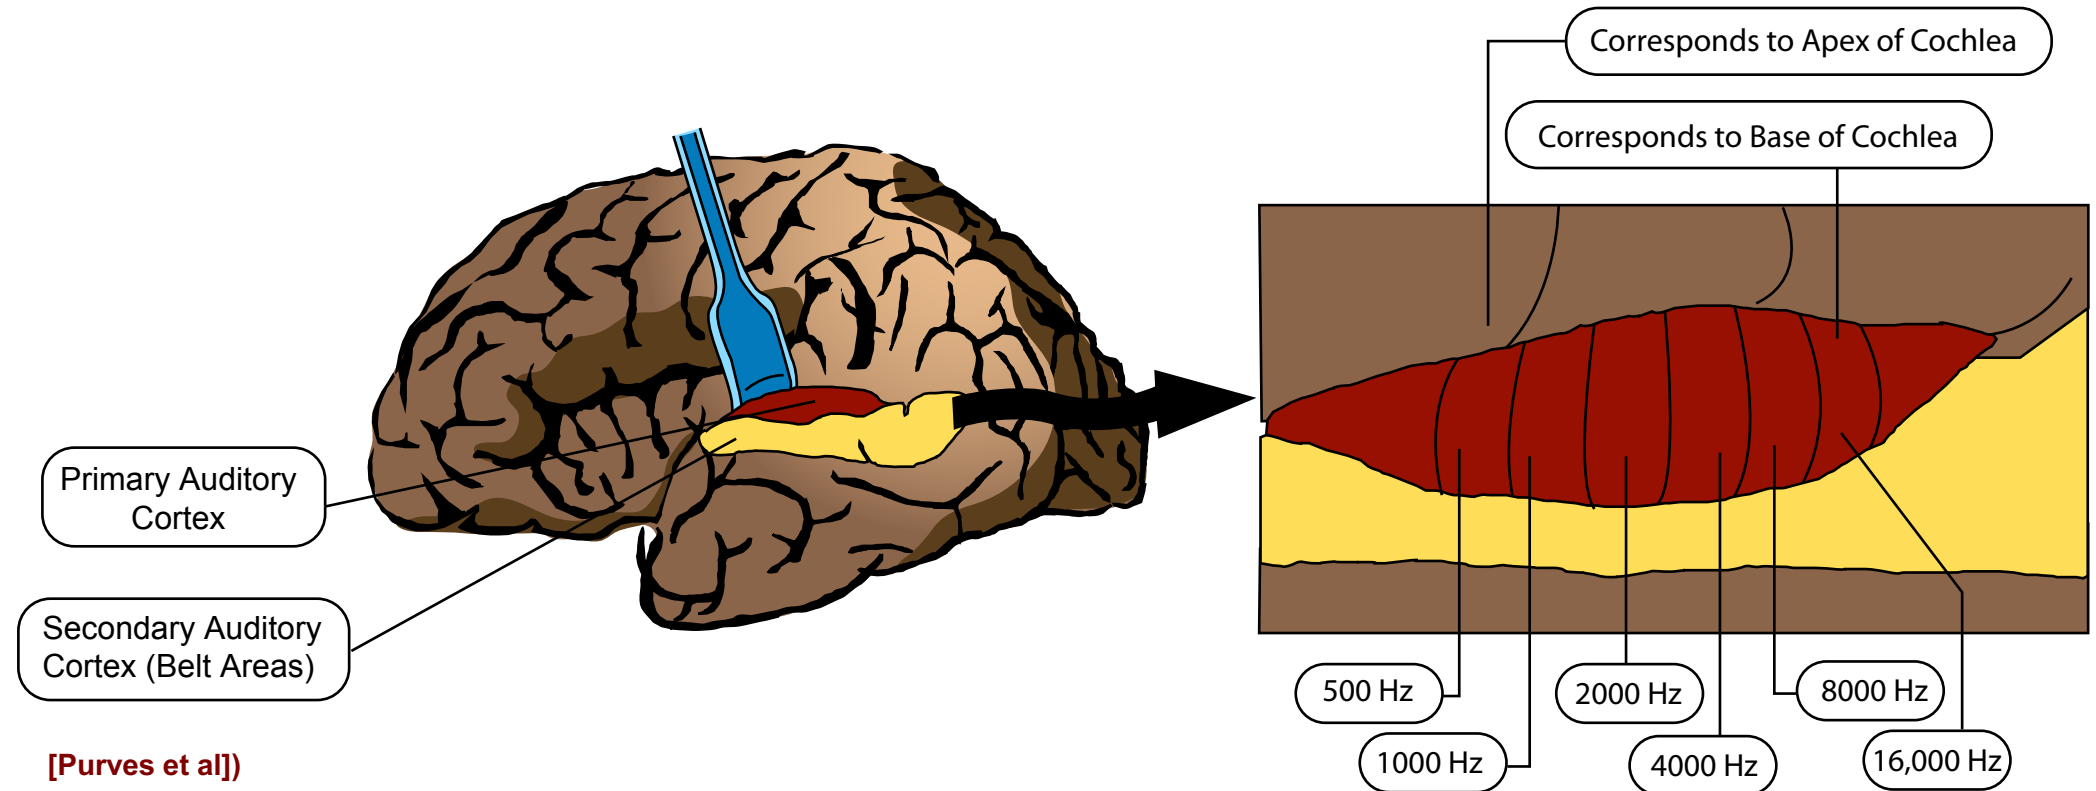 Corresponds to Apex of Cochlea
Corresponds to Base of Cochlea
Primary Auditory
Cortex
Secondary Auditory
Cortex (Belt Areas)
500 Hz
2000 Hz
8000 Hz
1000 Hz
4000 Hz
16,000 Hz
[Purves et al])